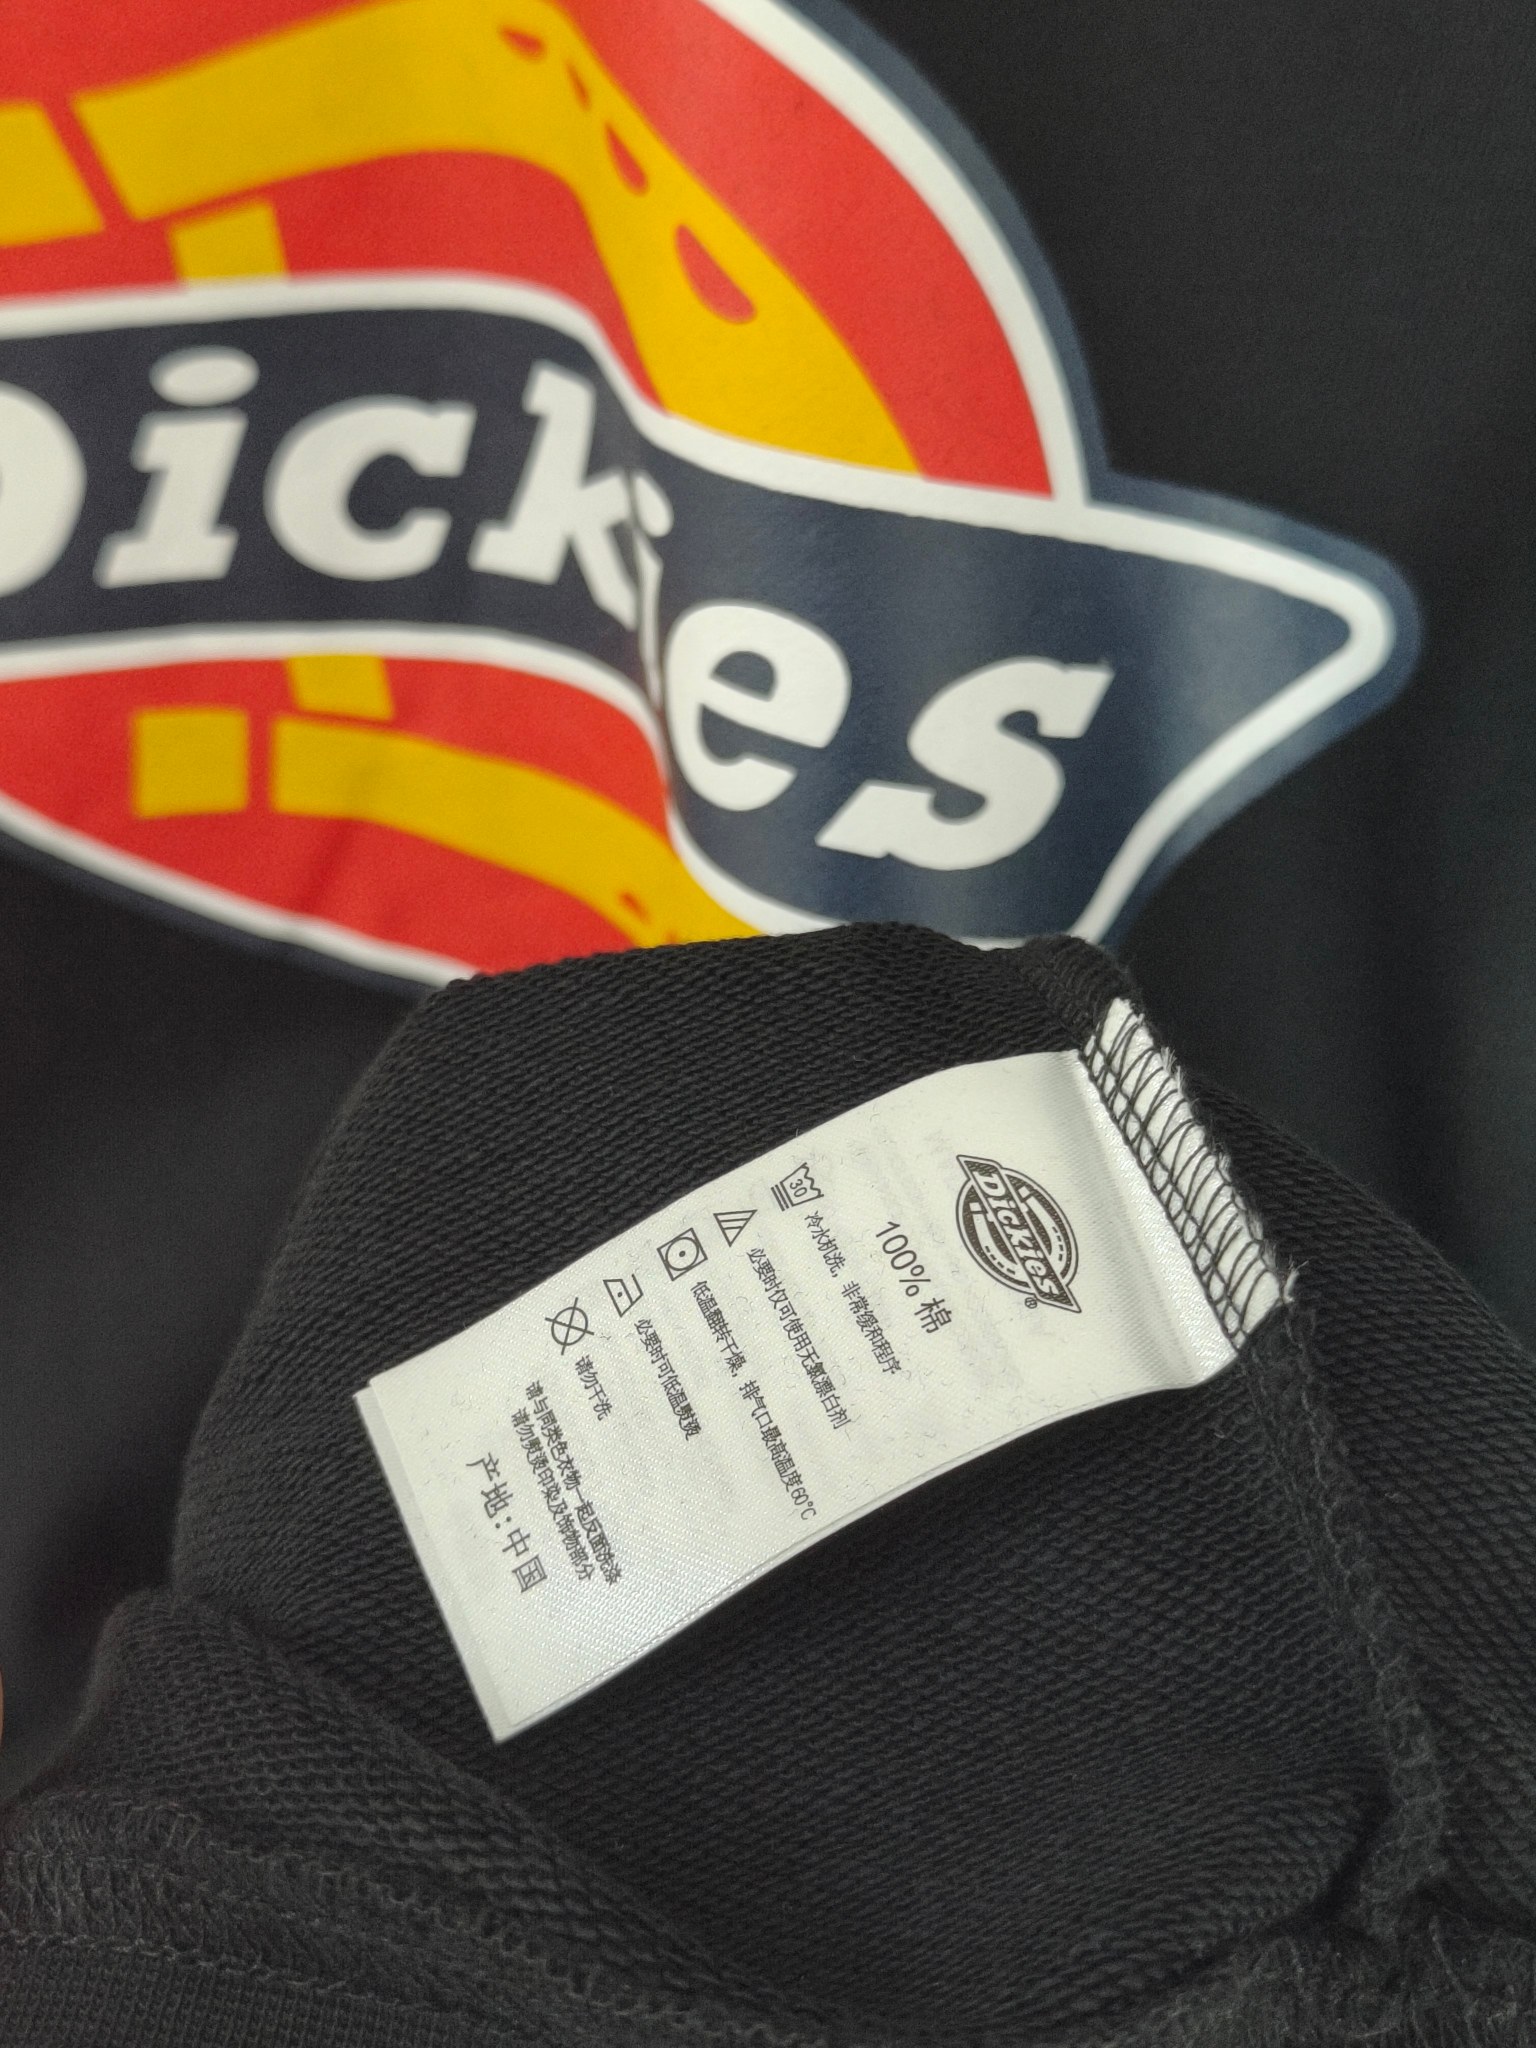 Dickies
Dickies®
100% 棉
30 冷水机洗，非常缓和程序
必要时仅可使用无氯漂白剂
低温翻转干燥，排气口最高温度60°C
必要时可低温熨烫
请勿干洗
请与同类色衣物一起反面洗涤
请勿熨烫印染及饰物部分
产地：中国